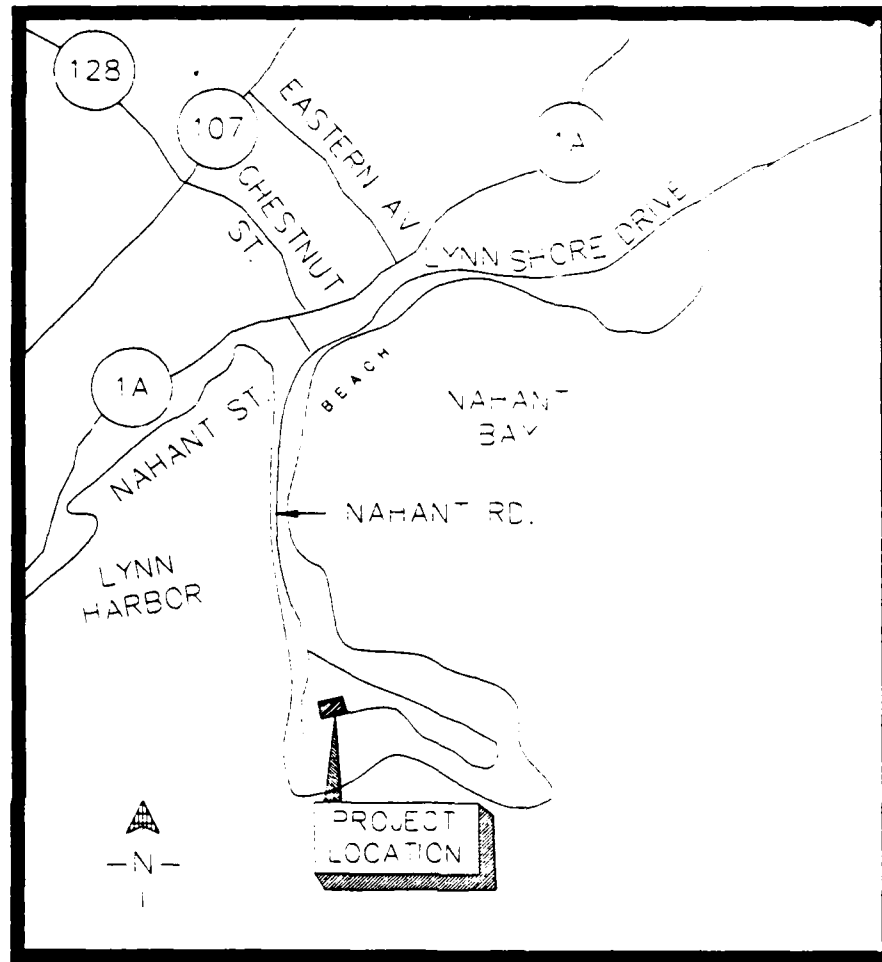 128
107
EASTERN AV
1A
CHESTNUT
ST.
LYNN SHORE DRIVE
1A
NAHANT ST.
BEACH
NAHANT
BAY
NAHANT RD.
LYNN
HARBOR
PROJECT
LOCATION
-N-